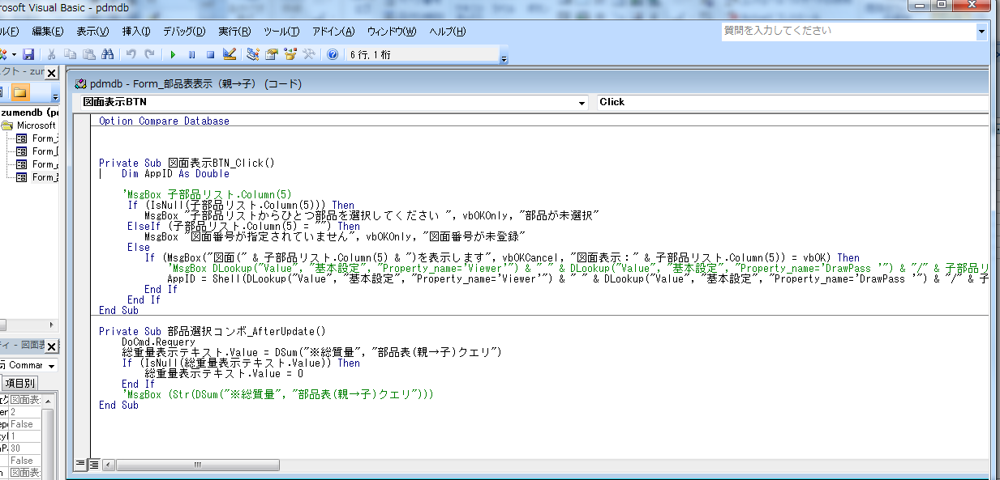 rosoft Visual Basic - pdmdb
ル(F) 編集(E) 表示(V) 挿入(I) デバッグ(D) 実行(R) ツール(T) アドイン(A) ウィンドウ(W) ヘルプ(H)
質問を入力してください
6 行, 1 桁
クト - zur
pdmdb - Form_部品表表示（親→子） (コード)
図面表示BTN
Click
zumendb (p
Microsoft
Form_
Form_
Form_
Form_
Option Compare Database
Private Sub 図面表示BTN_Click()
Dim AppID As Double
'MsgBox 子部品リスト.Column(5)
If (IsNull(子部品リスト.Column(5))) Then
MsgBox "子部品リストからひとつ部品を選択してください ", vbOKOnly, "部品が未選択"
ElseIf (子部品リスト.Column(5) = "") Then
MsgBox "図面番号が指定されていません", vbOKOnly, "図面番号が未登録"
Else
If (MsgBox("図面(" & 子部品リスト.Column(5) & ")を表示します", vbOKCancel, "図面表示：" & 子部品リスト.Column(5)) = vbOK) Then
'MsgBox DLookup("Value", "基本設定", "Property_name='Viewer'") & " " & DLookup("Value", "基本設定", "Property_name='DrawPass '") & "/" & 子部品リ
AppID = Shell(DLookup("Value", "基本設定", "Property_name='Viewer'") & " " & DLookup("Value", "基本設定", "Property_name='DrawPass '") & "/" & 子
End If
End If
End Sub
Private Sub 部品選択コンボ_AfterUpdate()
DoCmd.Requery
総重量表示テキスト.Value = DSum("※総質量", "部品表(親→子)クエリ")
If (IsNull(総重量表示テキスト.Value)) Then
総重量表示テキスト.Value = 0
End If
'MsgBox (Str(DSum("※総質量", "部品表(親→子)クエリ")))
End Sub
ティ - 図面表
Commar
項目別
図面表:
2
False
1
30
False
図面表: